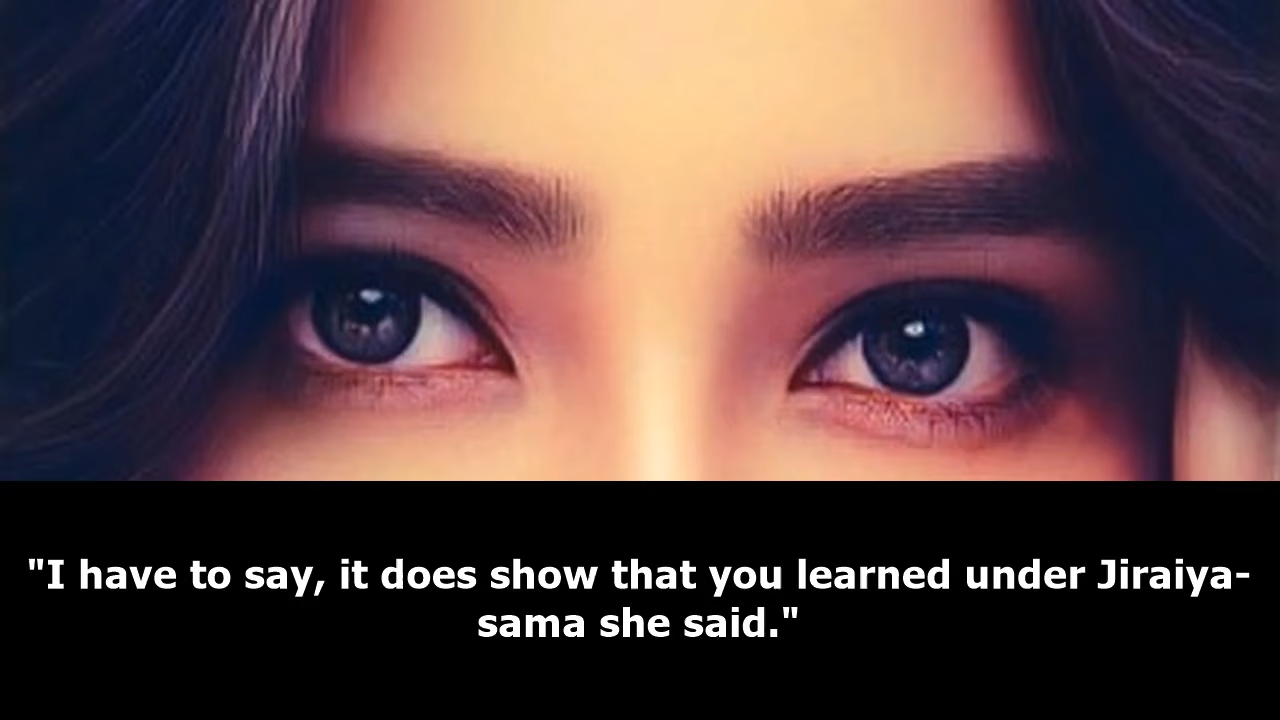 "I have to say, it does show that you learned under Jiraiya-
sama she said."